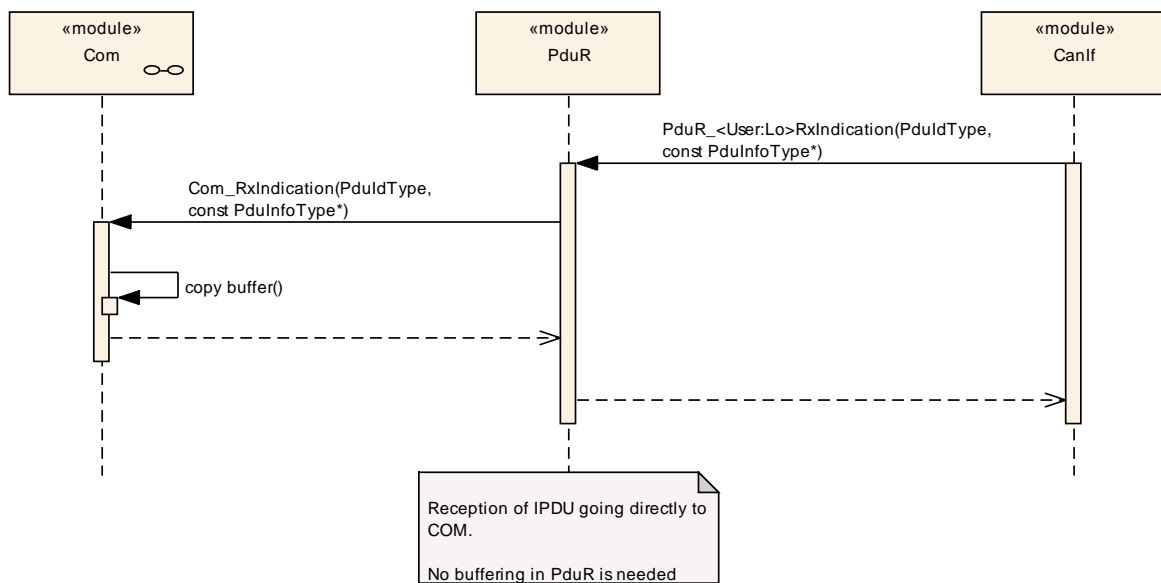 «module»
Com
«module»
PduR
«module»
CanIf
PduR_<User:Lo>RxIndication(PduIdType,
const PduInfoType*)
Com_RxIndication(PduIdType,
const PduInfoType*)
copy buffer()
Reception of IPDU going directly to
COM.
No buffering in PduR is needed